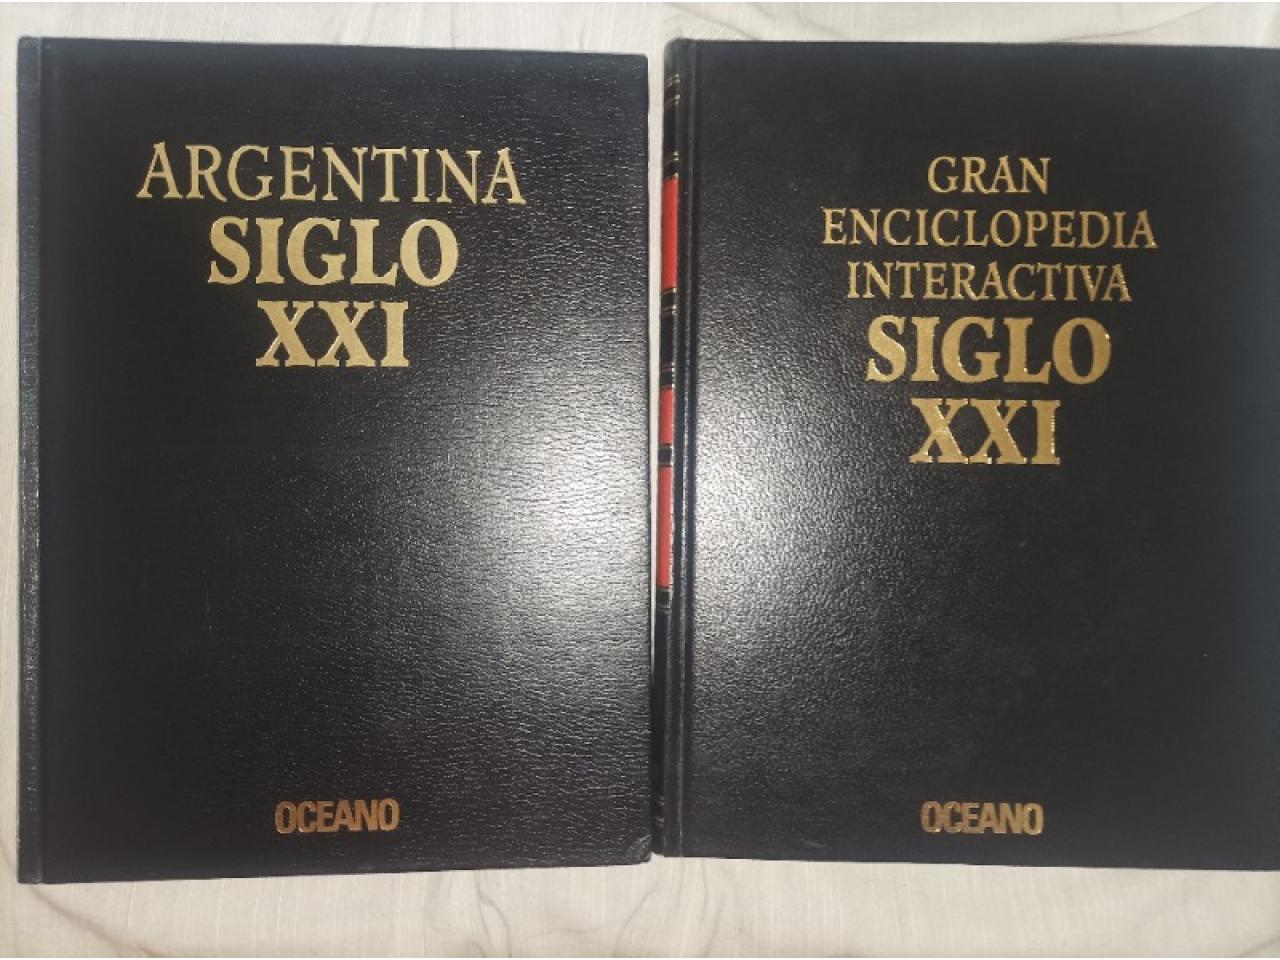 ARGENTINA
SIGLO
XXI
OCEANO
GRAN
ENCICLOPEDIA
INTERACTIVA
SIGLO
XXI
OCEANO